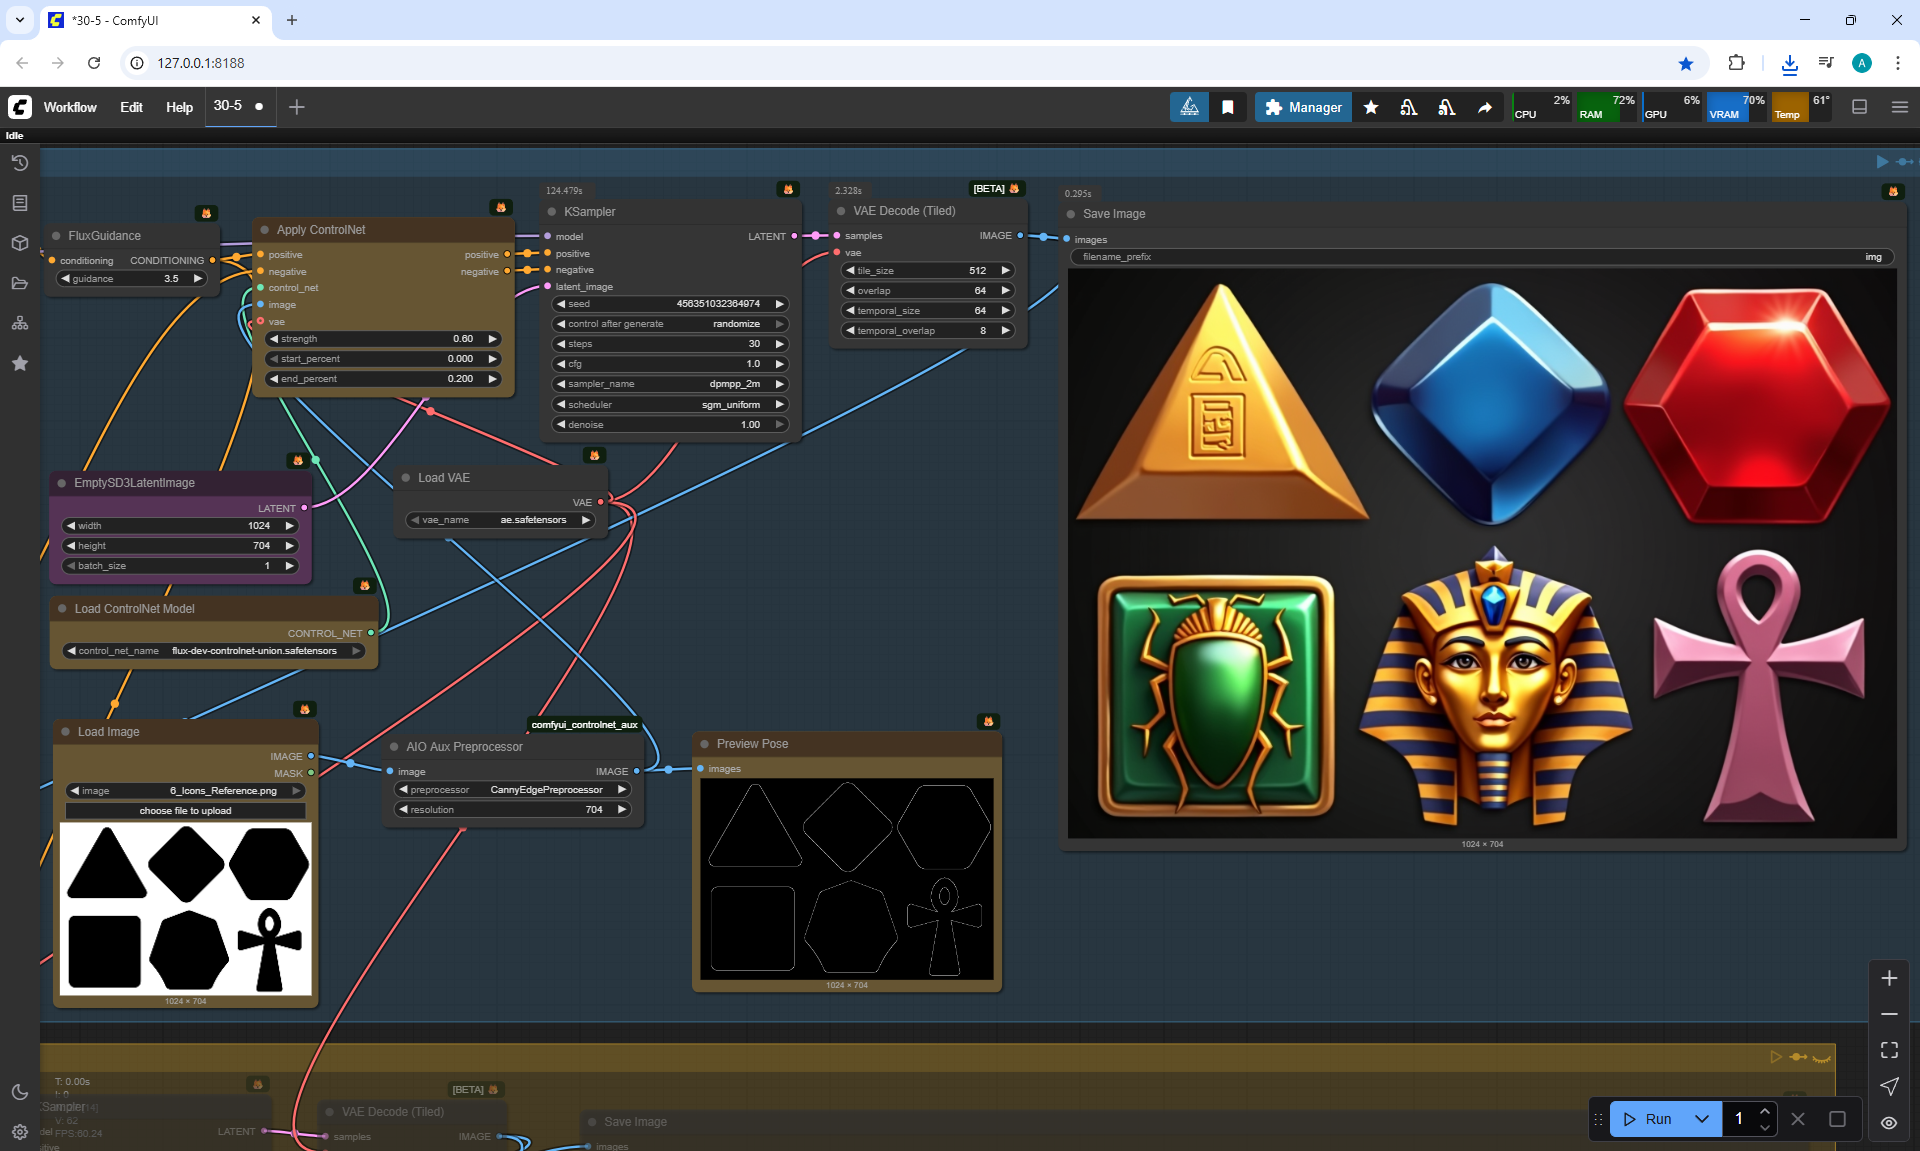 *30-5 - ComfyUI
127.0.0.1:8188
A
Workflow Edit Help 30-5
Manager
2% CPU
72% RAM
6% GPU
70% VRAM
61° Temp
Idle
FluxGuidance
conditioning CONDITIONING
guidance 3.5
Apply ControlNet
positive positive
negative negative
control_net
image
vae
strength 0.60
start_percent 0.000
end_percent 0.200
124.479s
KSampler
model LATENT
positive
negative
latent_image
seed 456351032364974
control after generate randomize
steps 30
cfg 1.0
sampler_name dpmpp_2m
scheduler sgm_uniform
denoise 1.00
2.328s
[BETA]
VAE Decode (Tiled)
samples IMAGE
vae
tile_size 512
overlap 64
temporal_size 64
temporal_overlap 8
0.295s
Save Image
images
filename_prefix img
1024 × 704
EmptySD3LatentImage
LATENT
width 1024
height 704
batch_size 1
Load VAE
VAE
vae_name ae.safetensors
Load ControlNet Model
CONTROL_NET
control_net_name flux-dev-controlnet-union.safetensors
Load Image
IMAGE
MASK
image 6_Icons_Reference.png
choose file to upload
1024 × 704
comfyui_controlnet_aux
AIO Aux Preprocessor
image IMAGE
preprocessor CannyEdgePreprocessor
resolution 704
Preview Pose
images
1024 × 704
T: 0.00s
I: 0
KSampler
V: 62
FPS:60.24
LATENT
[BETA]
VAE Decode (Tiled)
samples IMAGE
Save Image
images
Run 1